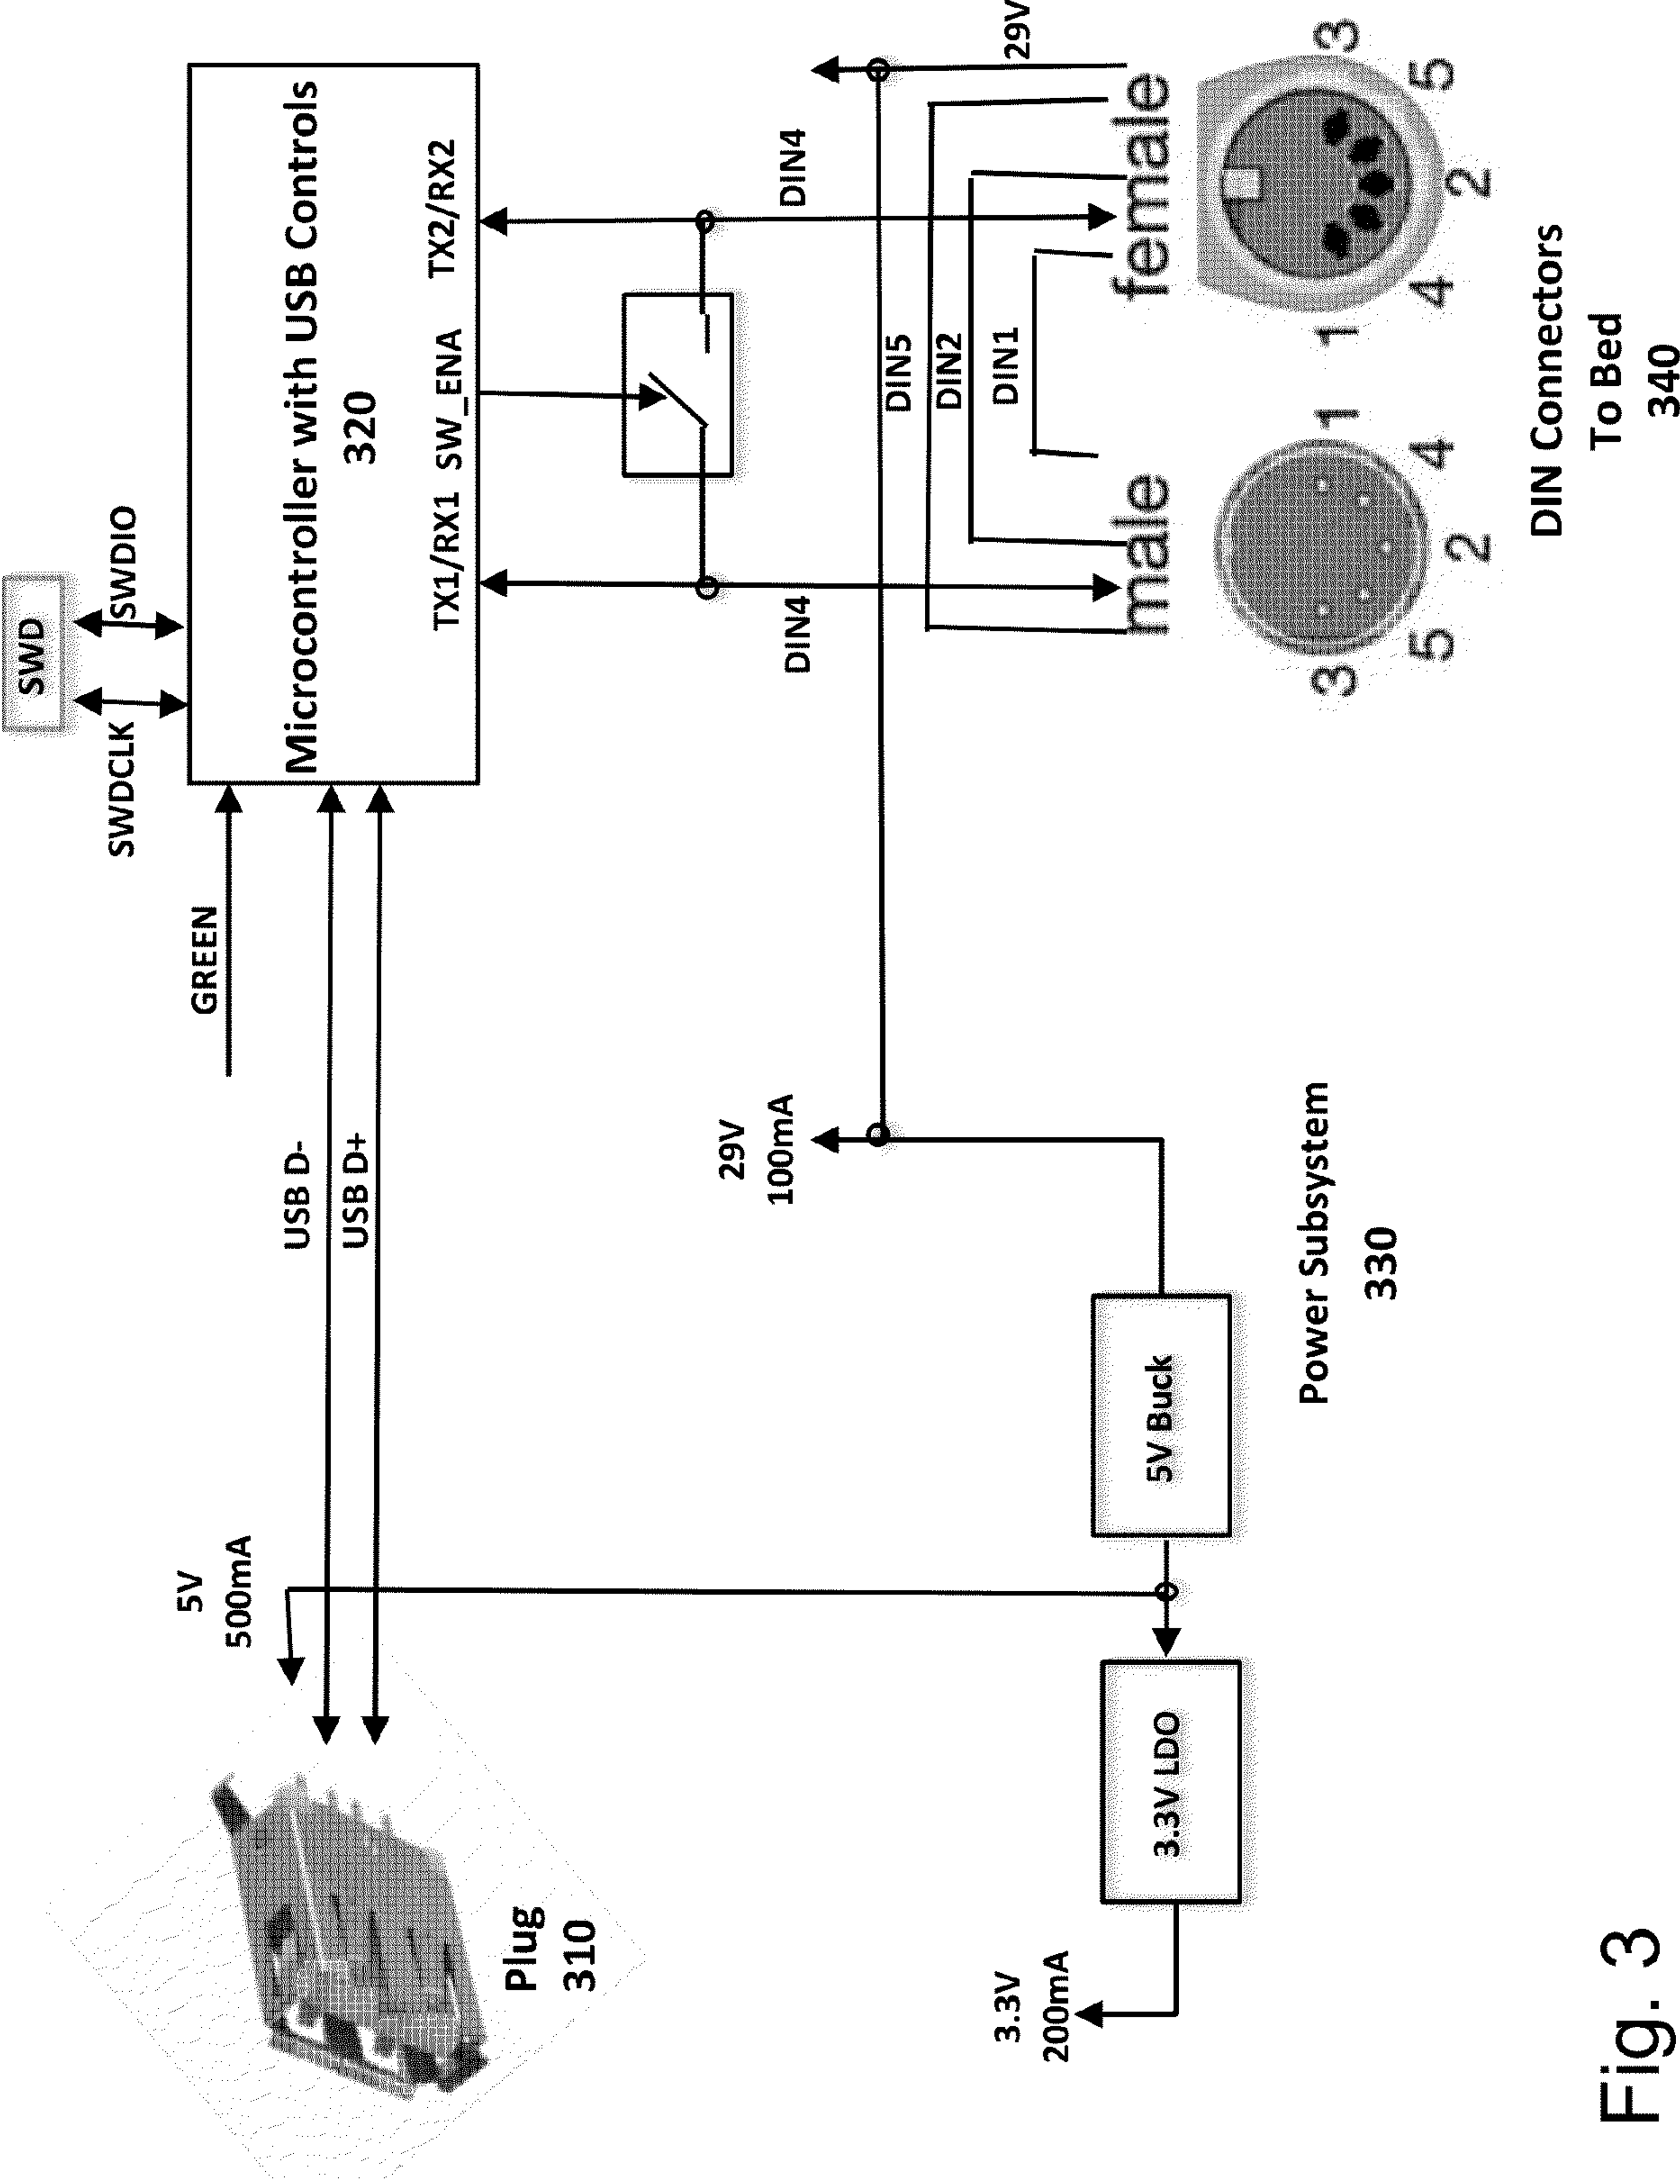 SWD
SWDCLK
SWDIO
GREEN
Microcontroller with USB Controls
320
TX1/RX1 SW_ENA TX2/RX2
USB D-
USB D+
5V
500mA
Plug
310
29V
100mA
DIN4
DIN4
DIN5
DIN2
DIN1
29V
male
female
3
5
2
4
1
1
4
2
5
3
DIN Connectors
To Bed
340
5V Buck
3.3V LDO
3.3V
200mA
Power Subsystem
330
Fig. 3